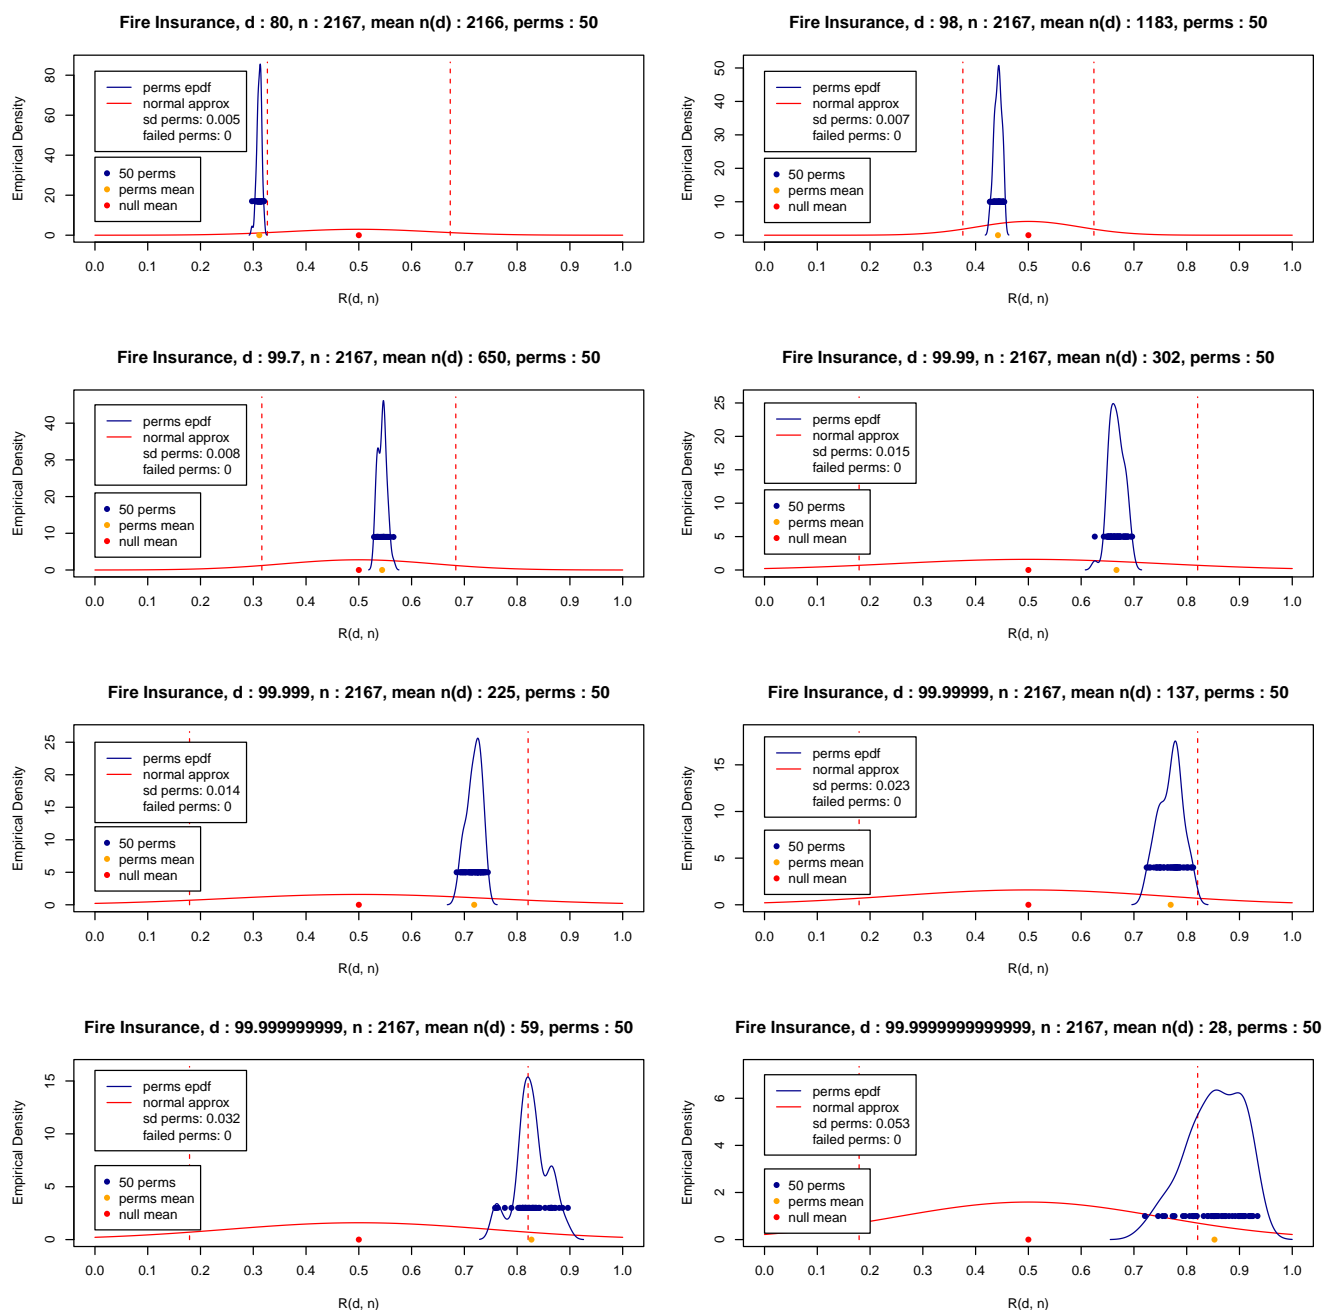 Fire Insurance, d : 80, n : 2167, mean n(d) : 2166, perms : 50
Empirical Density
0 20 40 60 80
perms epdf
normal approx
sd perms: 0.005
failed perms: 0
50 perms
perms mean
null mean
0.0 0.1 0.2 0.3 0.4 0.5 0.6 0.7 0.8 0.9 1.0
R(d, n)
Fire Insurance, d : 98, n : 2167, mean n(d) : 1183, perms : 50
Empirical Density
0 10 20 30 40 50
perms epdf
normal approx
sd perms: 0.007
failed perms: 0
50 perms
perms mean
null mean
0.0 0.1 0.2 0.3 0.4 0.5 0.6 0.7 0.8 0.9 1.0
R(d, n)
Fire Insurance, d : 99.7, n : 2167, mean n(d) : 650, perms : 50
Empirical Density
0 10 20 30 40
perms epdf
normal approx
sd perms: 0.008
failed perms: 0
50 perms
perms mean
null mean
0.0 0.1 0.2 0.3 0.4 0.5 0.6 0.7 0.8 0.9 1.0
R(d, n)
Fire Insurance, d : 99.99, n : 2167, mean n(d) : 302, perms : 50
Empirical Density
0 5 10 15 20 25
perms epdf
normal approx
sd perms: 0.015
failed perms: 0
50 perms
perms mean
null mean
0.0 0.1 0.2 0.3 0.4 0.5 0.6 0.7 0.8 0.9 1.0
R(d, n)
Fire Insurance, d : 99.999, n : 2167, mean n(d) : 225, perms : 50
Empirical Density
0 5 10 15 20 25
perms epdf
normal approx
sd perms: 0.014
failed perms: 0
50 perms
perms mean
null mean
0.0 0.1 0.2 0.3 0.4 0.5 0.6 0.7 0.8 0.9 1.0
R(d, n)
Fire Insurance, d : 99.99999, n : 2167, mean n(d) : 137, perms : 50
Empirical Density
0 5 10 15
perms epdf
normal approx
sd perms: 0.023
failed perms: 0
50 perms
perms mean
null mean
0.0 0.1 0.2 0.3 0.4 0.5 0.6 0.7 0.8 0.9 1.0
R(d, n)
Fire Insurance, d : 99.999999999, n : 2167, mean n(d) : 59, perms : 50
Empirical Density
0 5 10 15
perms epdf
normal approx
sd perms: 0.032
failed perms: 0
50 perms
perms mean
null mean
0.0 0.1 0.2 0.3 0.4 0.5 0.6 0.7 0.8 0.9 1.0
R(d, n)
Fire Insurance, d : 99.9999999999999, n : 2167, mean n(d) : 28, perms : 50
Empirical Density
0 2 4 6
perms epdf
normal approx
sd perms: 0.053
failed perms: 0
50 perms
perms mean
null mean
0.0 0.1 0.2 0.3 0.4 0.5 0.6 0.7 0.8 0.9 1.0
R(d, n)